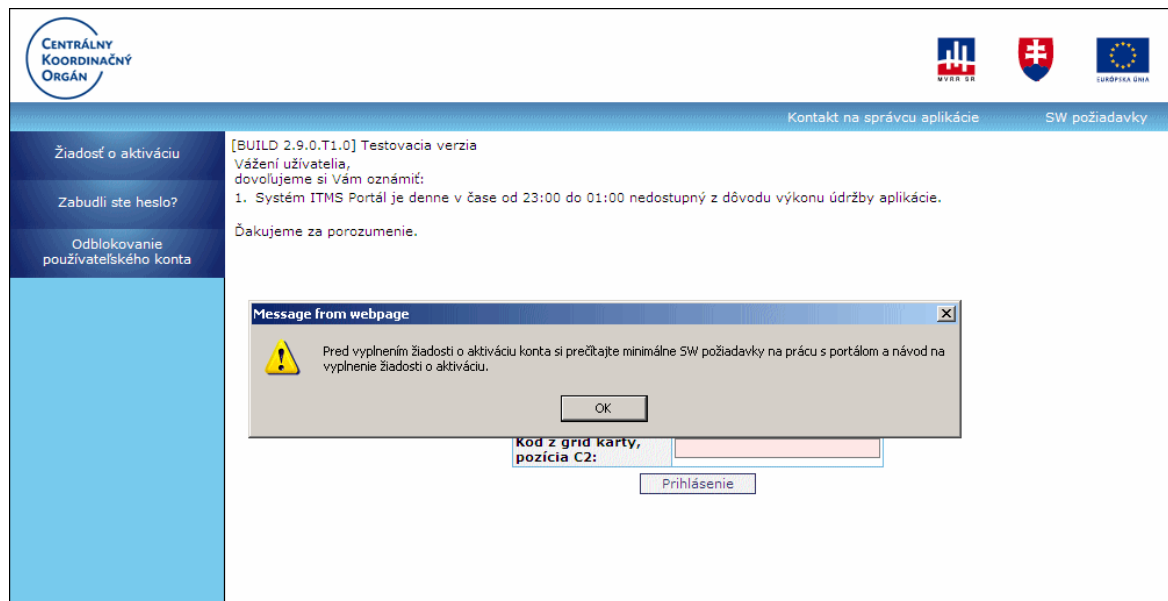 CENTRÁLNY
KOORDINAČNÝ
ORGÁN
MVRR SR
EURÓPSKA ÚNIA
Kontakt na správcu aplikácie
SW požiadavky
Žiadosť o aktiváciu
Zabudli ste heslo?
Odblokovanie
používateľského konta
[BUILD 2.9.0.T1.0] Testovacia verzia
Vážení užívatelia,
dovoľujeme si Vám oznámiť:
1. Systém ITMS Portál je denne v čase od 23:00 do 01:00 nedostupný z dôvodu výkonu údržby aplikácie.
Ďakujeme za porozumenie.
Message from webpage
Pred vyplnením žiadosti o aktiváciu konta si prečítajte minimálne SW požiadavky na prácu s portálom a návod na
vyplnenie žiadosti o aktiváciu.
OK
Kód z grid karty,
pozícia C2:
Prihlásenie